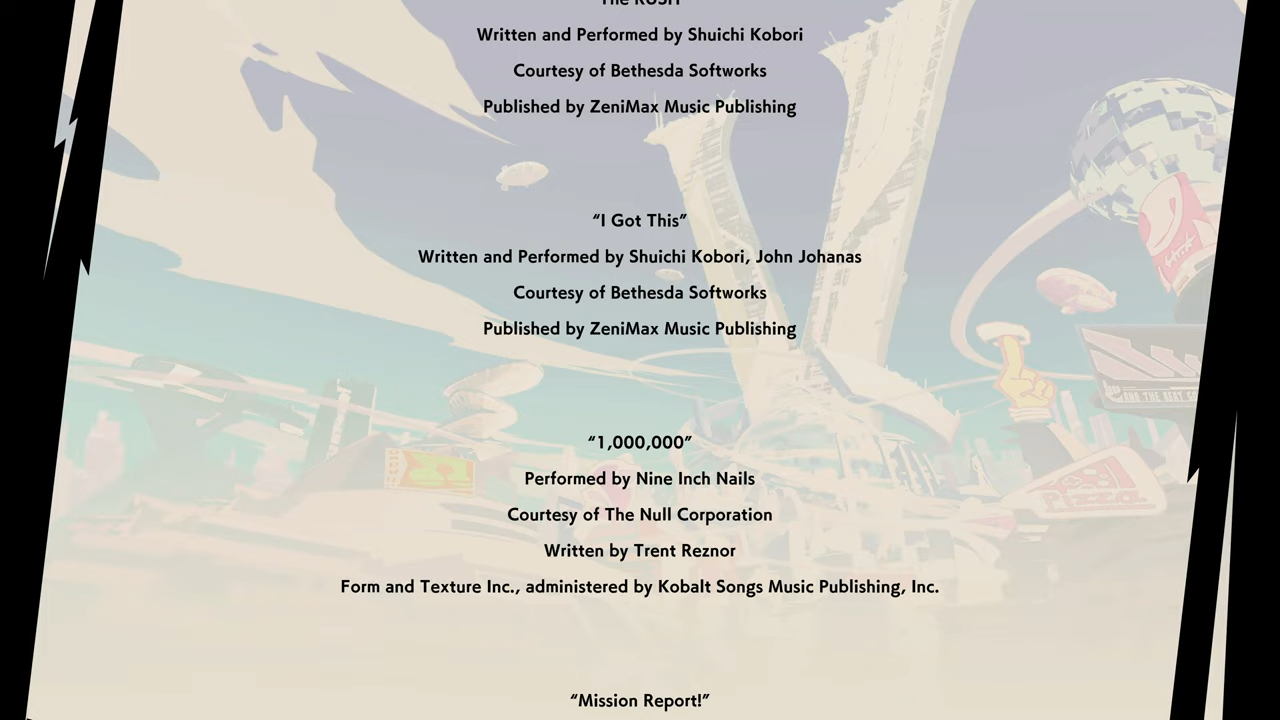 The RUSH
Written and Performed by Shuichi Kobori
Courtesy of Bethesda Softworks
Published by ZeniMax Music Publishing
“I Got This”
Written and Performed by Shuichi Kobori, John Johanas
Courtesy of Bethesda Softworks
Published by ZeniMax Music Publishing
“1,000,000”
Performed by Nine Inch Nails
Courtesy of The Null Corporation
Written by Trent Reznor
Form and Texture Inc., administered by Kobalt Songs Music Publishing, Inc.
Pizza
“Mission Report!”